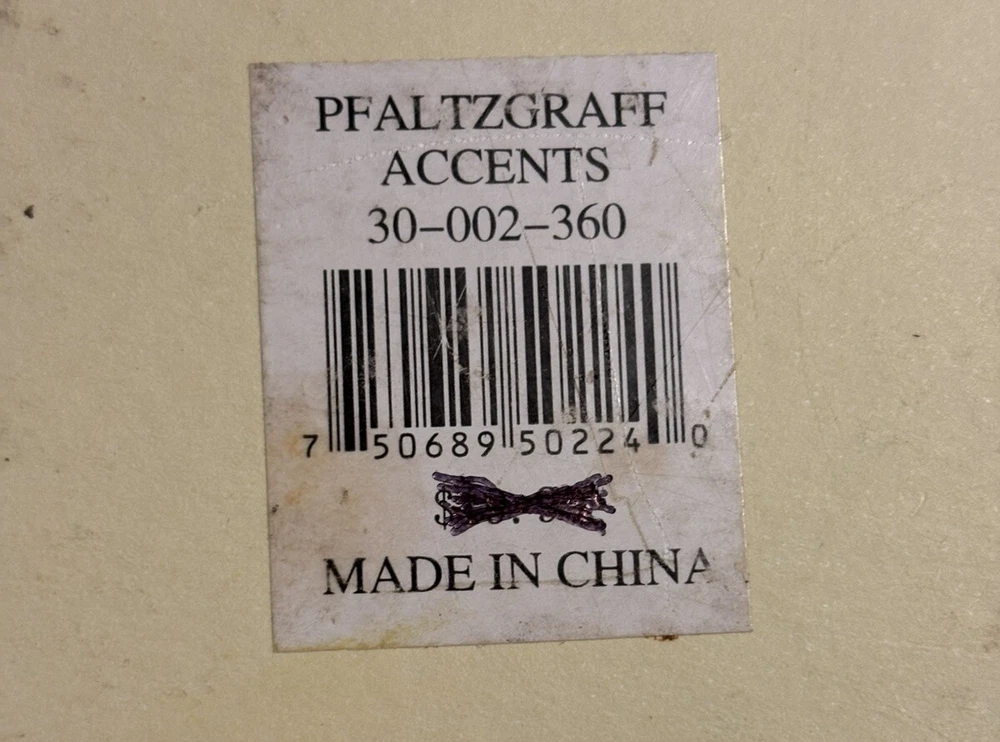 PFALTZGRAFF
ACCENTS
30-002-360
7 50689 50224 0
$
MADE IN CHINA